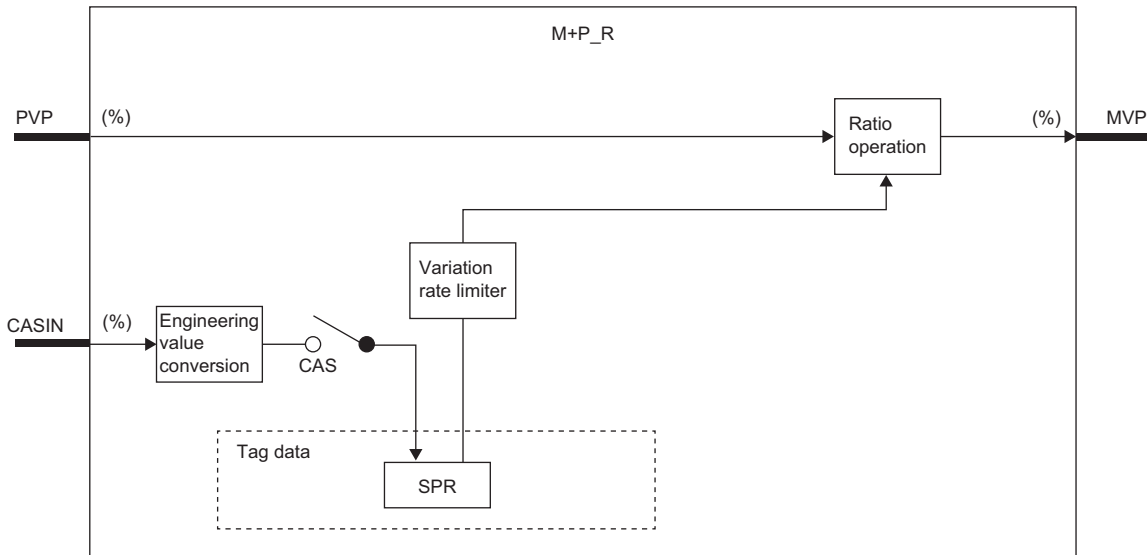 M+P_R
PVP
(%)
Ratio
operation
(%)
MVP
Variation
rate limiter
CASIN
(%)
Engineering
value
conversion
CAS
Tag data
SPR